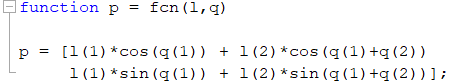 function p = fcn(l,q)
p = [l(1)*cos(q(1)) + l(2)*cos(q(1)+q(2))
l(1)*sin(q(1)) + l(2)*sin(q(1)+q(2))];